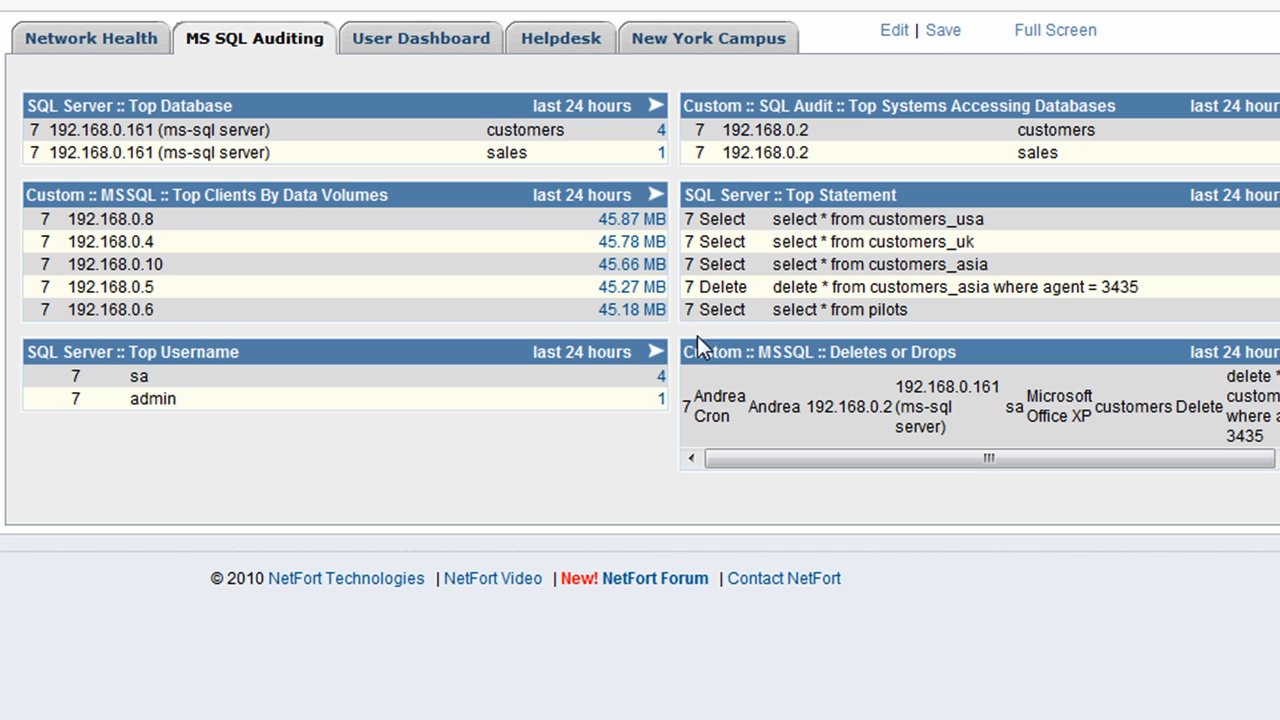 Network Health MS SQL Auditing User Dashboard Helpdesk New York Campus Edit | Save Full Screen
SQL Server :: Top Database last 24 hours
7 192.168.0.161 (ms-sql server) customers 4
7 192.168.0.161 (ms-sql server) sales 1
Custom :: SQL Audit :: Top Systems Accessing Databases last 24 hour
7 192.168.0.2 customers
7 192.168.0.2 sales
Custom :: MSSQL :: Top Clients By Data Volumes last 24 hours
7 192.168.0.8 45.87 MB
7 192.168.0.4 45.78 MB
7 192.168.0.10 45.66 MB
7 192.168.0.5 45.27 MB
7 192.168.0.6 45.18 MB
SQL Server :: Top Statement last 24 hour
7 Select select * from customers_usa
7 Select select * from customers_uk
7 Select select * from customers_asia
7 Delete delete * from customers_asia where agent = 3435
7 Select select * from pilots
SQL Server :: Top Username last 24 hours
7 sa 4
7 admin 1
Custom :: MSSQL :: Deletes or Drops last 24 hour
7 Andrea Cron Andrea 192.168.0.2 192.168.0.161 (ms-sql server) sa Microsoft Office XP customers Delete delete * custom where a 3435
© 2010 NetFort Technologies | NetFort Video | New! NetFort Forum | Contact NetFort